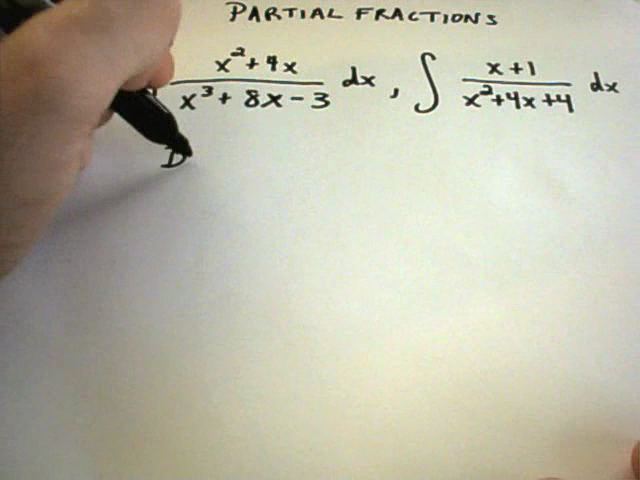 PARTIAL FRACTIONS
x²+4x / x³+8x-3 dx, ∫ x+1 / x²+4x+4 dx
D